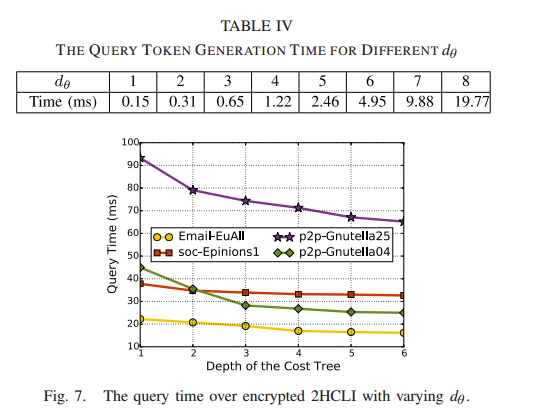 TABLE IV
THE QUERY TOKEN GENERATION TIME FOR DIFFERENT dθ
dθ 1 2 3 4 5 6 7 8
Time (ms) 0.15 0.31 0.65 1.22 2.46 4.95 9.88 19.77
100
90
80
70
60
50
40
30
20
10
Query Time (ms)
Email-EuAll p2p-Gnutella25
soc-Epinions1 p2p-Gnutella04
1 2 3 4 5 6
Depth of the Cost Tree
Fig. 7. The query time over encrypted 2HCLI with varying dθ.